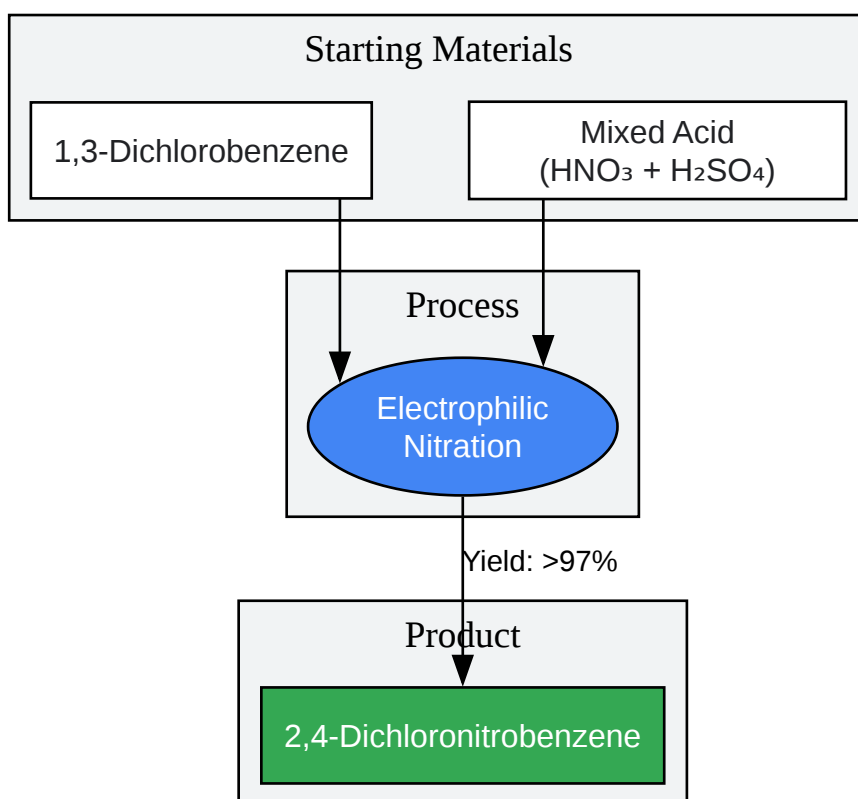 Starting Materials
1,3-Dichlorobenzene
Mixed Acid
(HNO₃ + H₂SO₄)
Process
Electrophilic
Nitration
Yield: >97%
Product
2,4-Dichloronitrobenzene